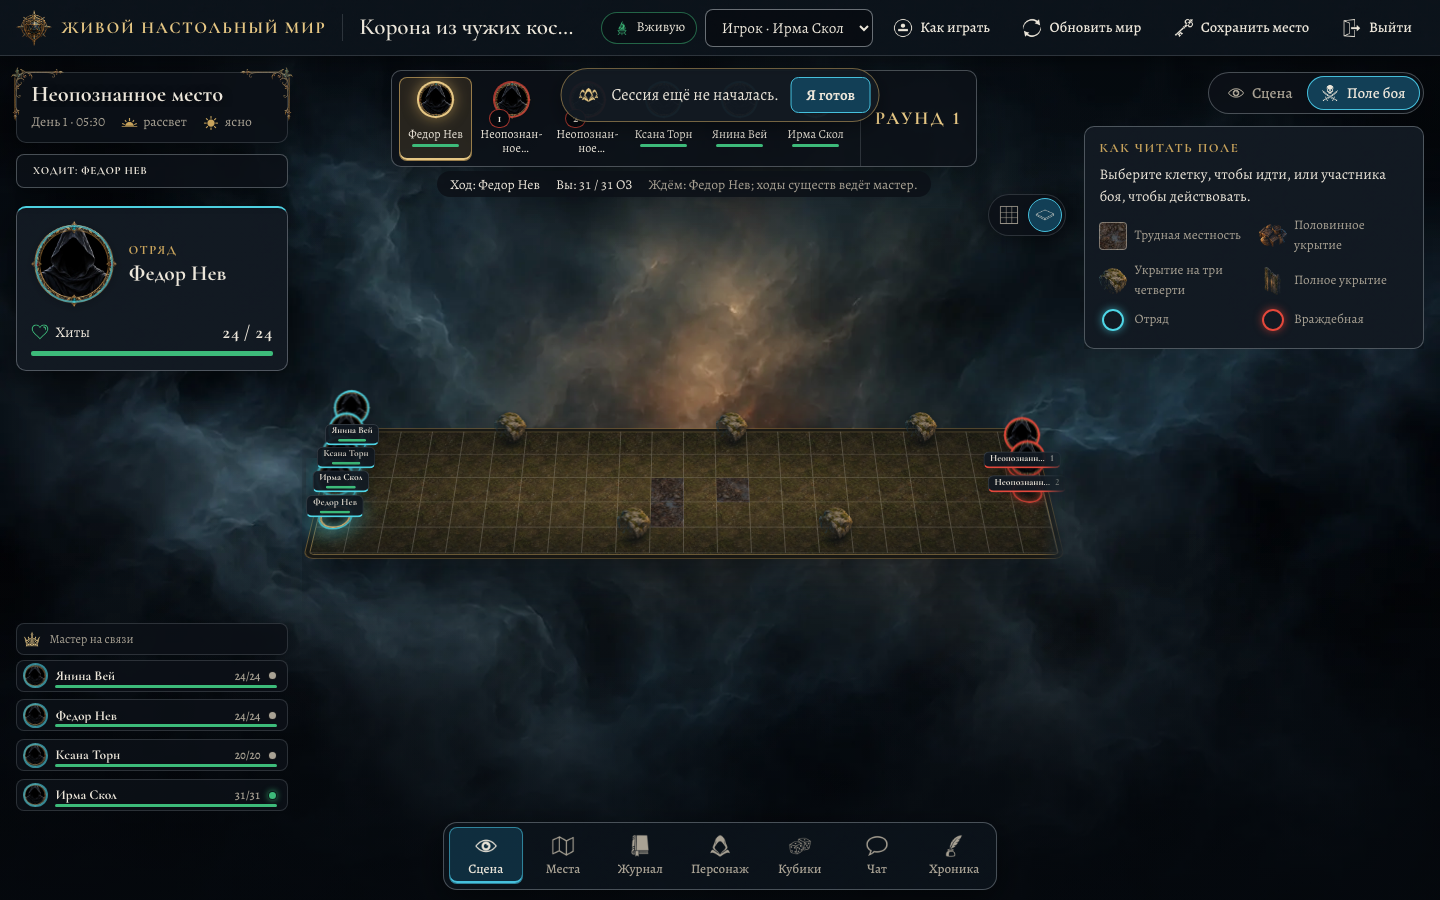 ЖИВОЙ НАСТОЛЬНЫЙ МИР
Корона из чужих кос...
Вживую
Игрок · Ирма Скол
Как играть
Обновить мир
Сохранить место
Выйти
Неопознанное место
День 1 · 05:30
рассвет
ясно
ХОДИТ: ФЕДОР НЕВ
ОТРЯД
Федор Нев
Хиты
24 / 24
Федор Нев
1
Неопознан-
ное...
Неопознан-
ное...
Ксана Торн
Янина Вей
Ирма Скол
РАУНД 1
Сессия ещё не началась.
Я готов
Ход: Федор Нев
Вы: 31 / 31 ОЗ
Ждём: Федор Нев; ходы существ ведёт мастер.
Сцена
Поле боя
КАК ЧИТАТЬ ПОЛЕ
Выберите клетку, чтобы идти, или участника
боя, чтобы действовать.
Трудная местность
Половинное
укрытие
Укрытие на три
четверти
Полное укрытие
Отряд
Враждебная
Янина Вей
Ксана Торн
Ирма Скол
Федор Нев
Неопознанн... 1
Неопознанн... 2
Мастер на связи
Янина Вей 24/24
Федор Нев 24/24
Ксана Торн 20/20
Ирма Скол 31/31
Сцена
Места
Журнал
Персонаж
Кубики
Чат
Хроника